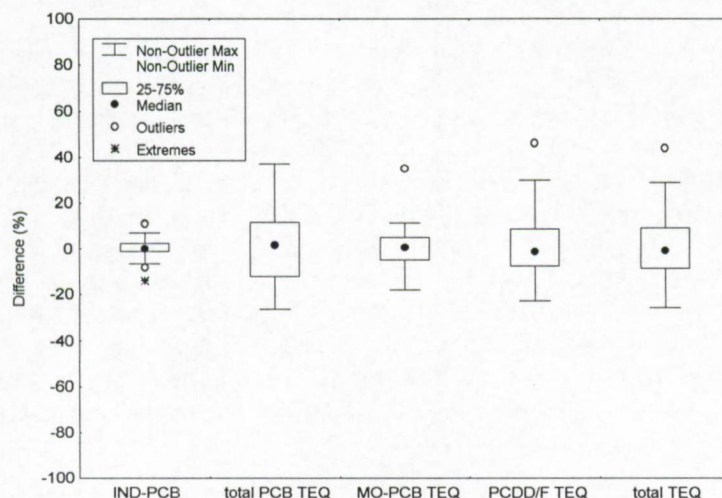 100
80
60
40
20
0
-20
-40
-60
-80
-100
Difference (%)
Non-Outlier Max
Non-Outlier Min
25-75%
Median
Outliers
Extremes
IND-PCB total PCB TEQ MO-PCB TEQ PCDD/F TEQ total TEQ